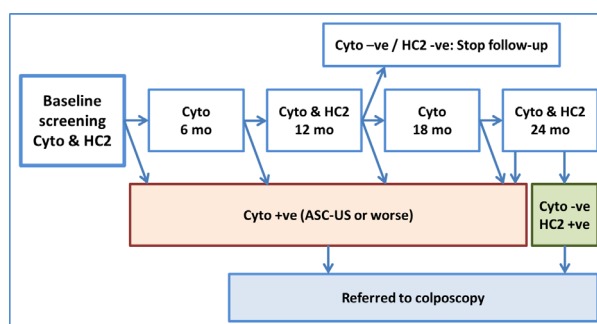 Cyto –ve / HC2 -ve: Stop follow-up
Baseline
screening
Cyto & HC2
Cyto
6 mo
Cyto & HC2
12 mo
Cyto
18 mo
Cyto & HC2
24 mo
Cyto +ve (ASC-US or worse)
Cyto -ve
HC2 +ve
Referred to colposcopy